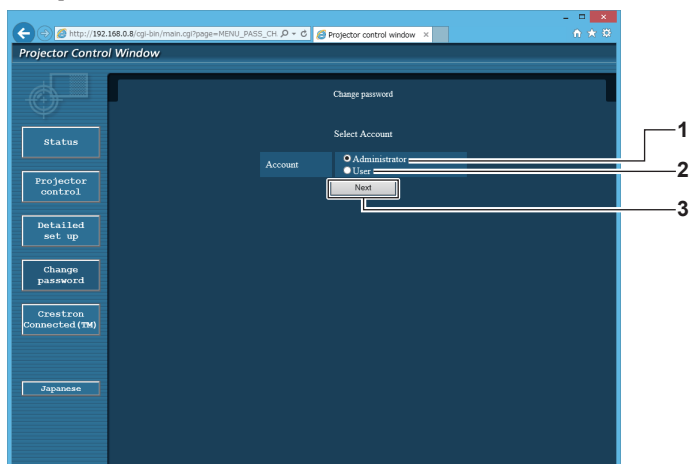 http://192.168.0.8/cgi-bin/main.cgi?page=MENU_PASS_CH
Projector control window
Projector Control Window
Change password
Select Account
Account
Administrator
User
Next
Status
Projector
control
Detailed
set up
Change
password
Crestron
Connected(TM)
Japanese
1
2
3